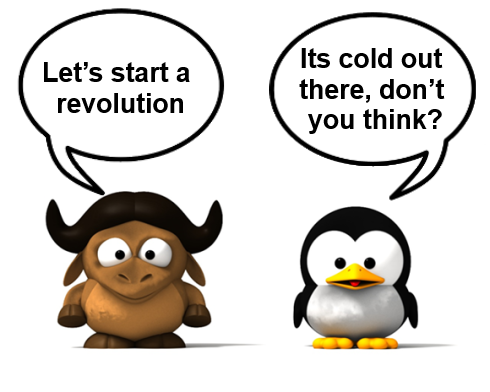 Let’s start a
revolution
Its cold out
there, don’t
you think?